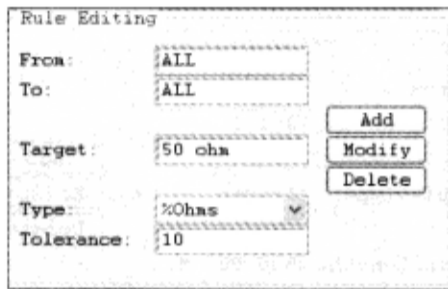 Rule Editing
From: ALL
To: ALL
Add
Target: 50 ohm
Modify
Delete
Type: %Ohms
Tolerance: 10